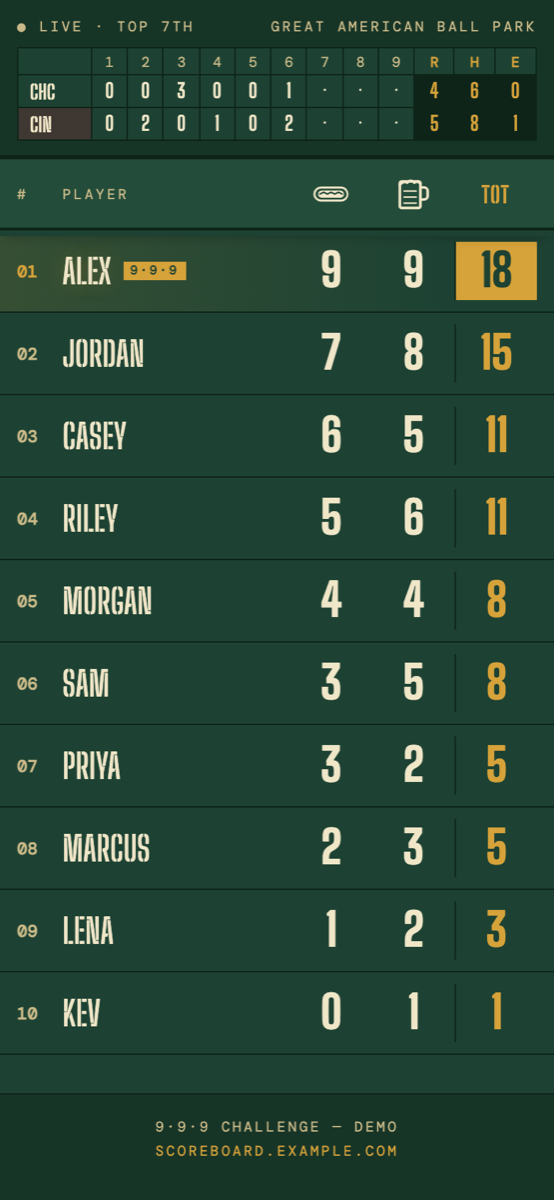 ● LIVE · TOP 7TH GREAT AMERICAN BALL PARK
1 2 3 4 5 6 7 8 9 R H E
CHC 0 0 3 0 0 1 · · · 4 6 0
CIN 0 2 0 1 0 2 · · · 5 8 1
# PLAYER TOT
01 ALEX 9·9·9 9 9 18
02 JORDAN 7 8 15
03 CASEY 6 5 11
04 RILEY 5 6 11
05 MORGAN 4 4 8
06 SAM 3 5 8
07 PRIYA 3 2 5
08 MARCUS 2 3 5
09 LENA 1 2 3
10 KEV 0 1 1
9·9·9 CHALLENGE — DEMO
SCOREBOARD.EXAMPLE.COM